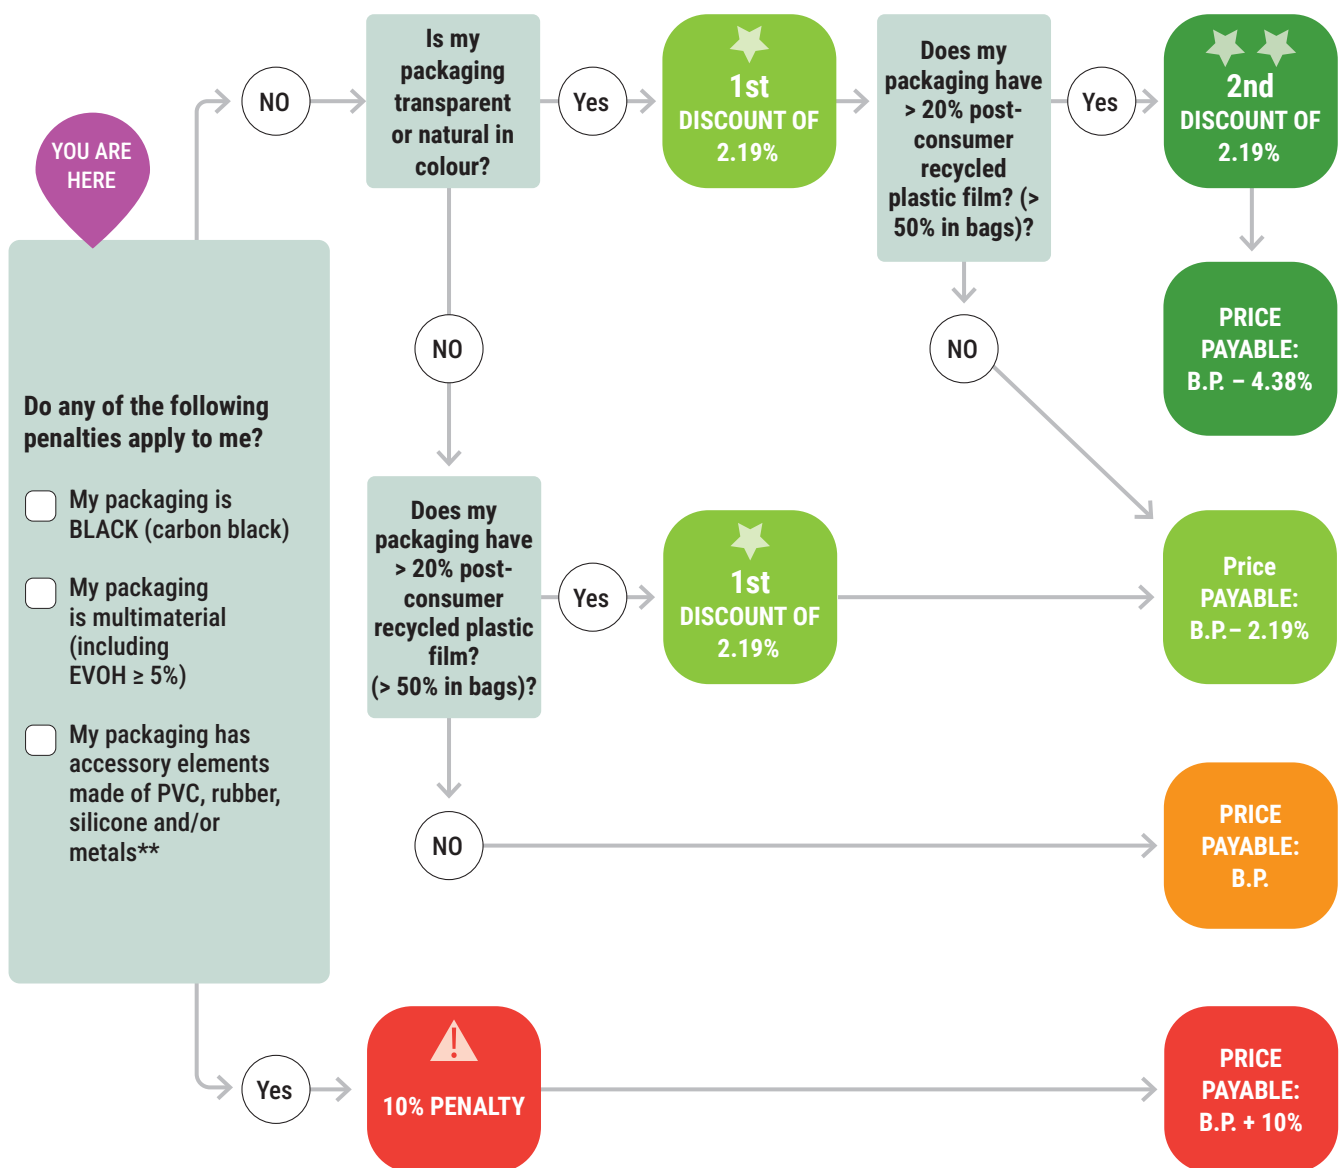 YOU ARE
HERE
Do any of the following
penalties apply to me?
My packaging is
BLACK (carbon black)
My packaging
is multimaterial
(including
EVOH ≥ 5%)
My packaging has
accessory elements
made of PVC, rubber,
silicone and/or
metals**
NO
Is my
packaging
transparent
or natural in
colour?
Yes
1st
DISCOUNT OF
2.19%
Does my
packaging have
> 20% post-
consumer
recycled
plastic film? (>
50% in bags)?
Yes
2nd
DISCOUNT OF
2.19%
PRICE
PAYABLE:
B.P. – 4.38%
NO
NO
Does my
packaging have
> 20% post-
consumer
recycled plastic
film?
(> 50% in bags)?
Yes
1st
DISCOUNT OF
2.19%
Price
PAYABLE:
B.P.– 2.19%
NO
PRICE
PAYABLE:
B.P.
Yes
10% PENALTY
PRICE
PAYABLE:
B.P. + 10%